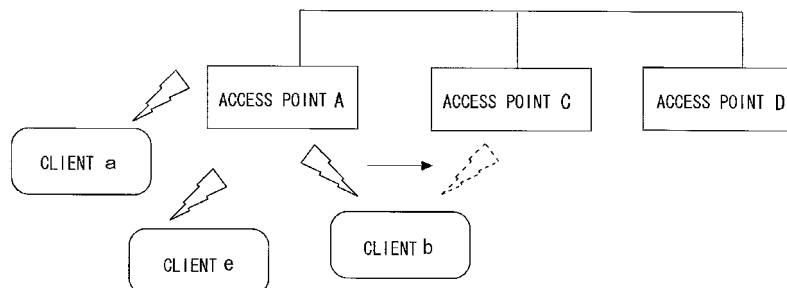 ACCESS POINT A
ACCESS POINT C
ACCESS POINT D
CLIENT a
CLIENT e
CLIENT b